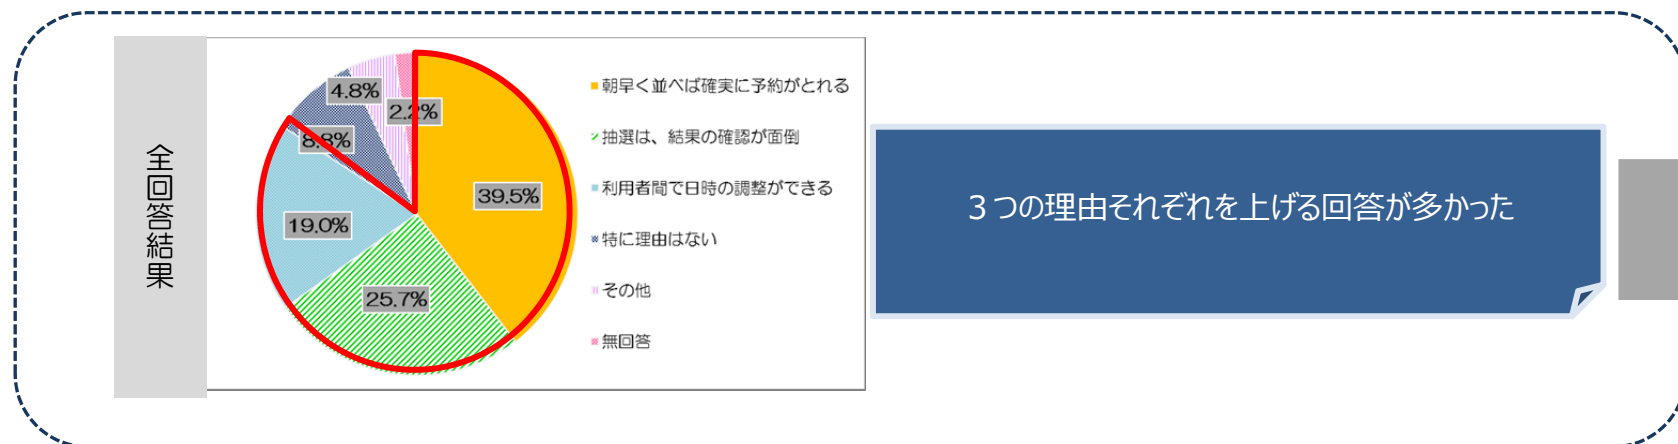 全回答結果
4.8%
2.2%
8.8%
39.5%
19.0%
25.7%
朝早く並べば確実に予約がとれる
抽選は、結果の確認が面倒
利用者間で日時の調整ができる
特に理由はない
その他
無回答
３つの理由それぞれを上げる回答が多かった